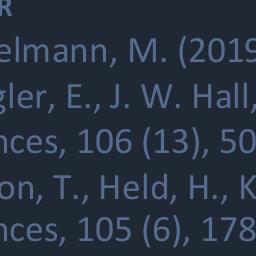 R
elmann, M. (2019
gler, E., J. W. Hall,
nces, 106 (13), 50
on, T., Held, H., K
nces, 105 (6), 178